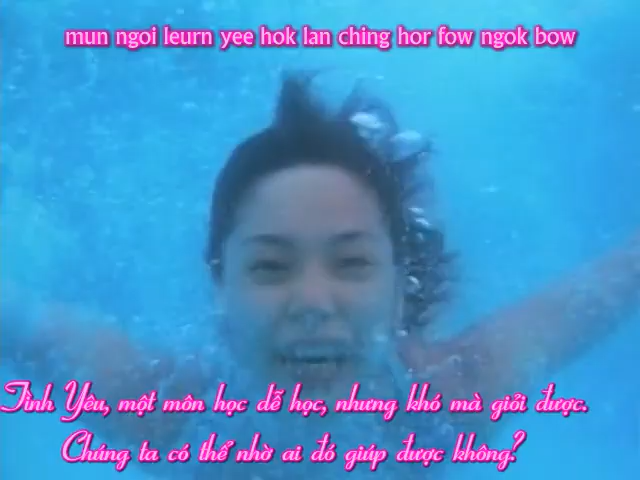 mun ngoi leurn yee hok lan ching hor fow ngok bow
Tình Yêu, một môn học dễ học, nhưng khó mà giỏi được.
Chúng ta có thể nhờ ai đó giúp được không?